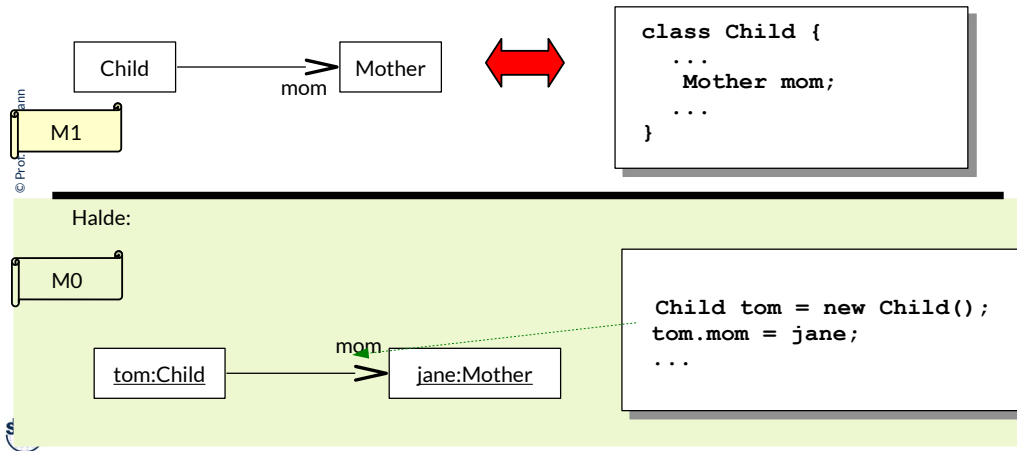 Child
Mother
mom
M1
class Child {
...
Mother mom;
...
}
© Prof.
Halde:
M0
Child tom = new Child();
tom.mom = jane;
...
mom
tom:Child
jane:Mother